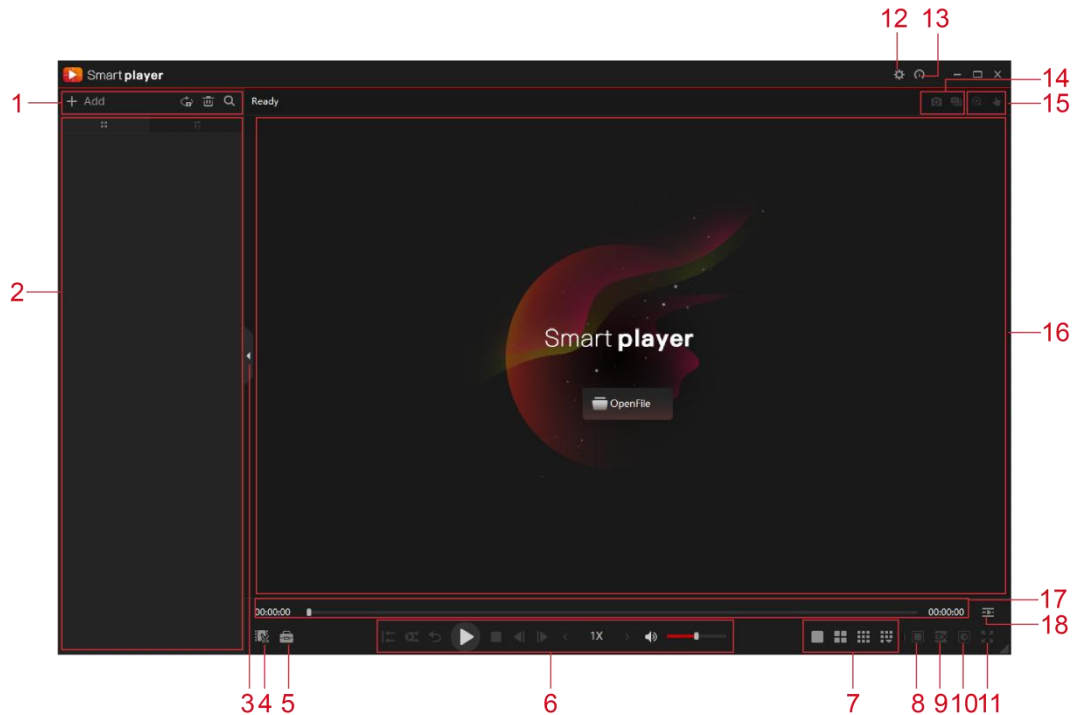 12 13
Smart player
14
1 Add Ready 15
2
Smart player 16
OpenFile
00:00:00 00:00:00 17
18
1X
3 4 5 6 7 8 9 10 11